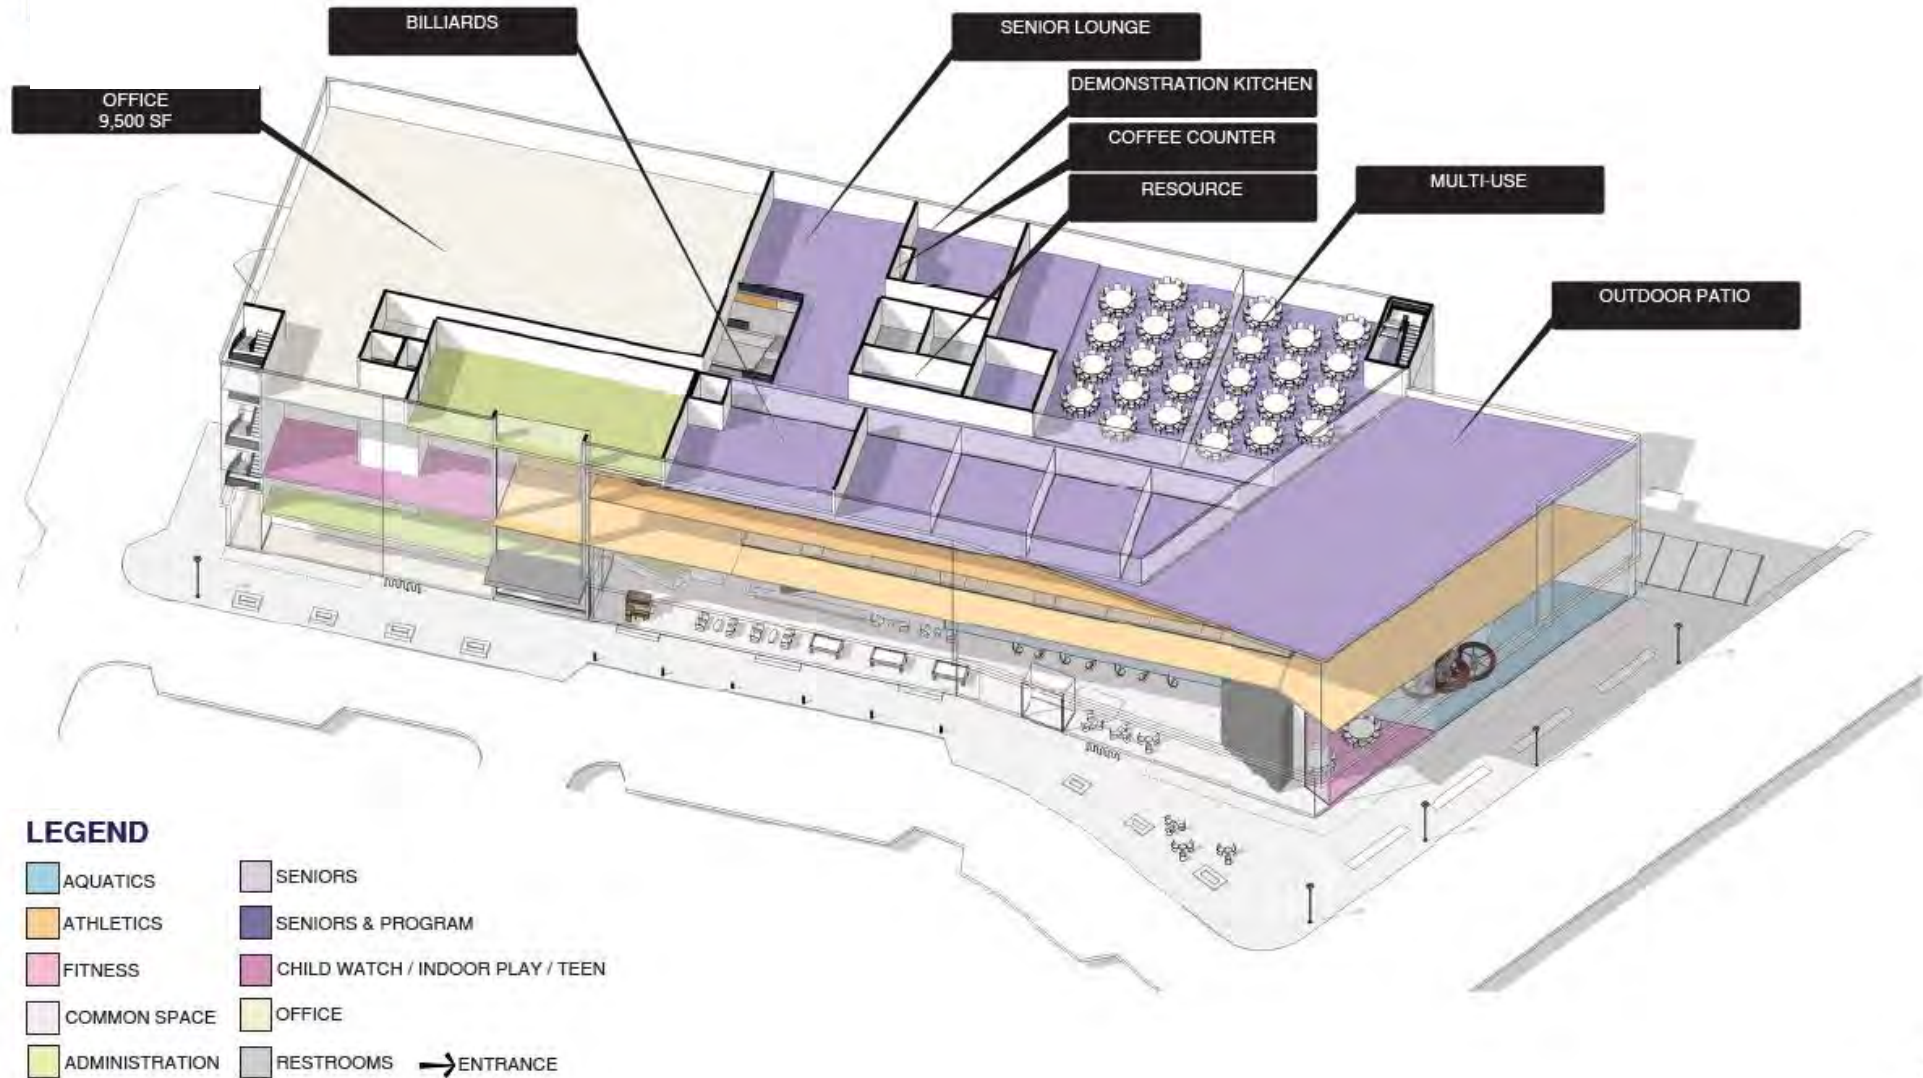 BILLIARDS
SENIOR LOUNGE
DEMONSTRATION KITCHEN
OFFICE
9,500 SF
COFFEE COUNTER
RESOURCE
MULTI-USE
OUTDOOR PATIO
LEGEND
AQUATICS
ATHLETICS
FITNESS
COMMON SPACE
ADMINISTRATION
SENIORS
SENIORS & PROGRAM
CHILD WATCH / INDOOR PLAY / TEEN
OFFICE
RESTROOMS
ENTRANCE